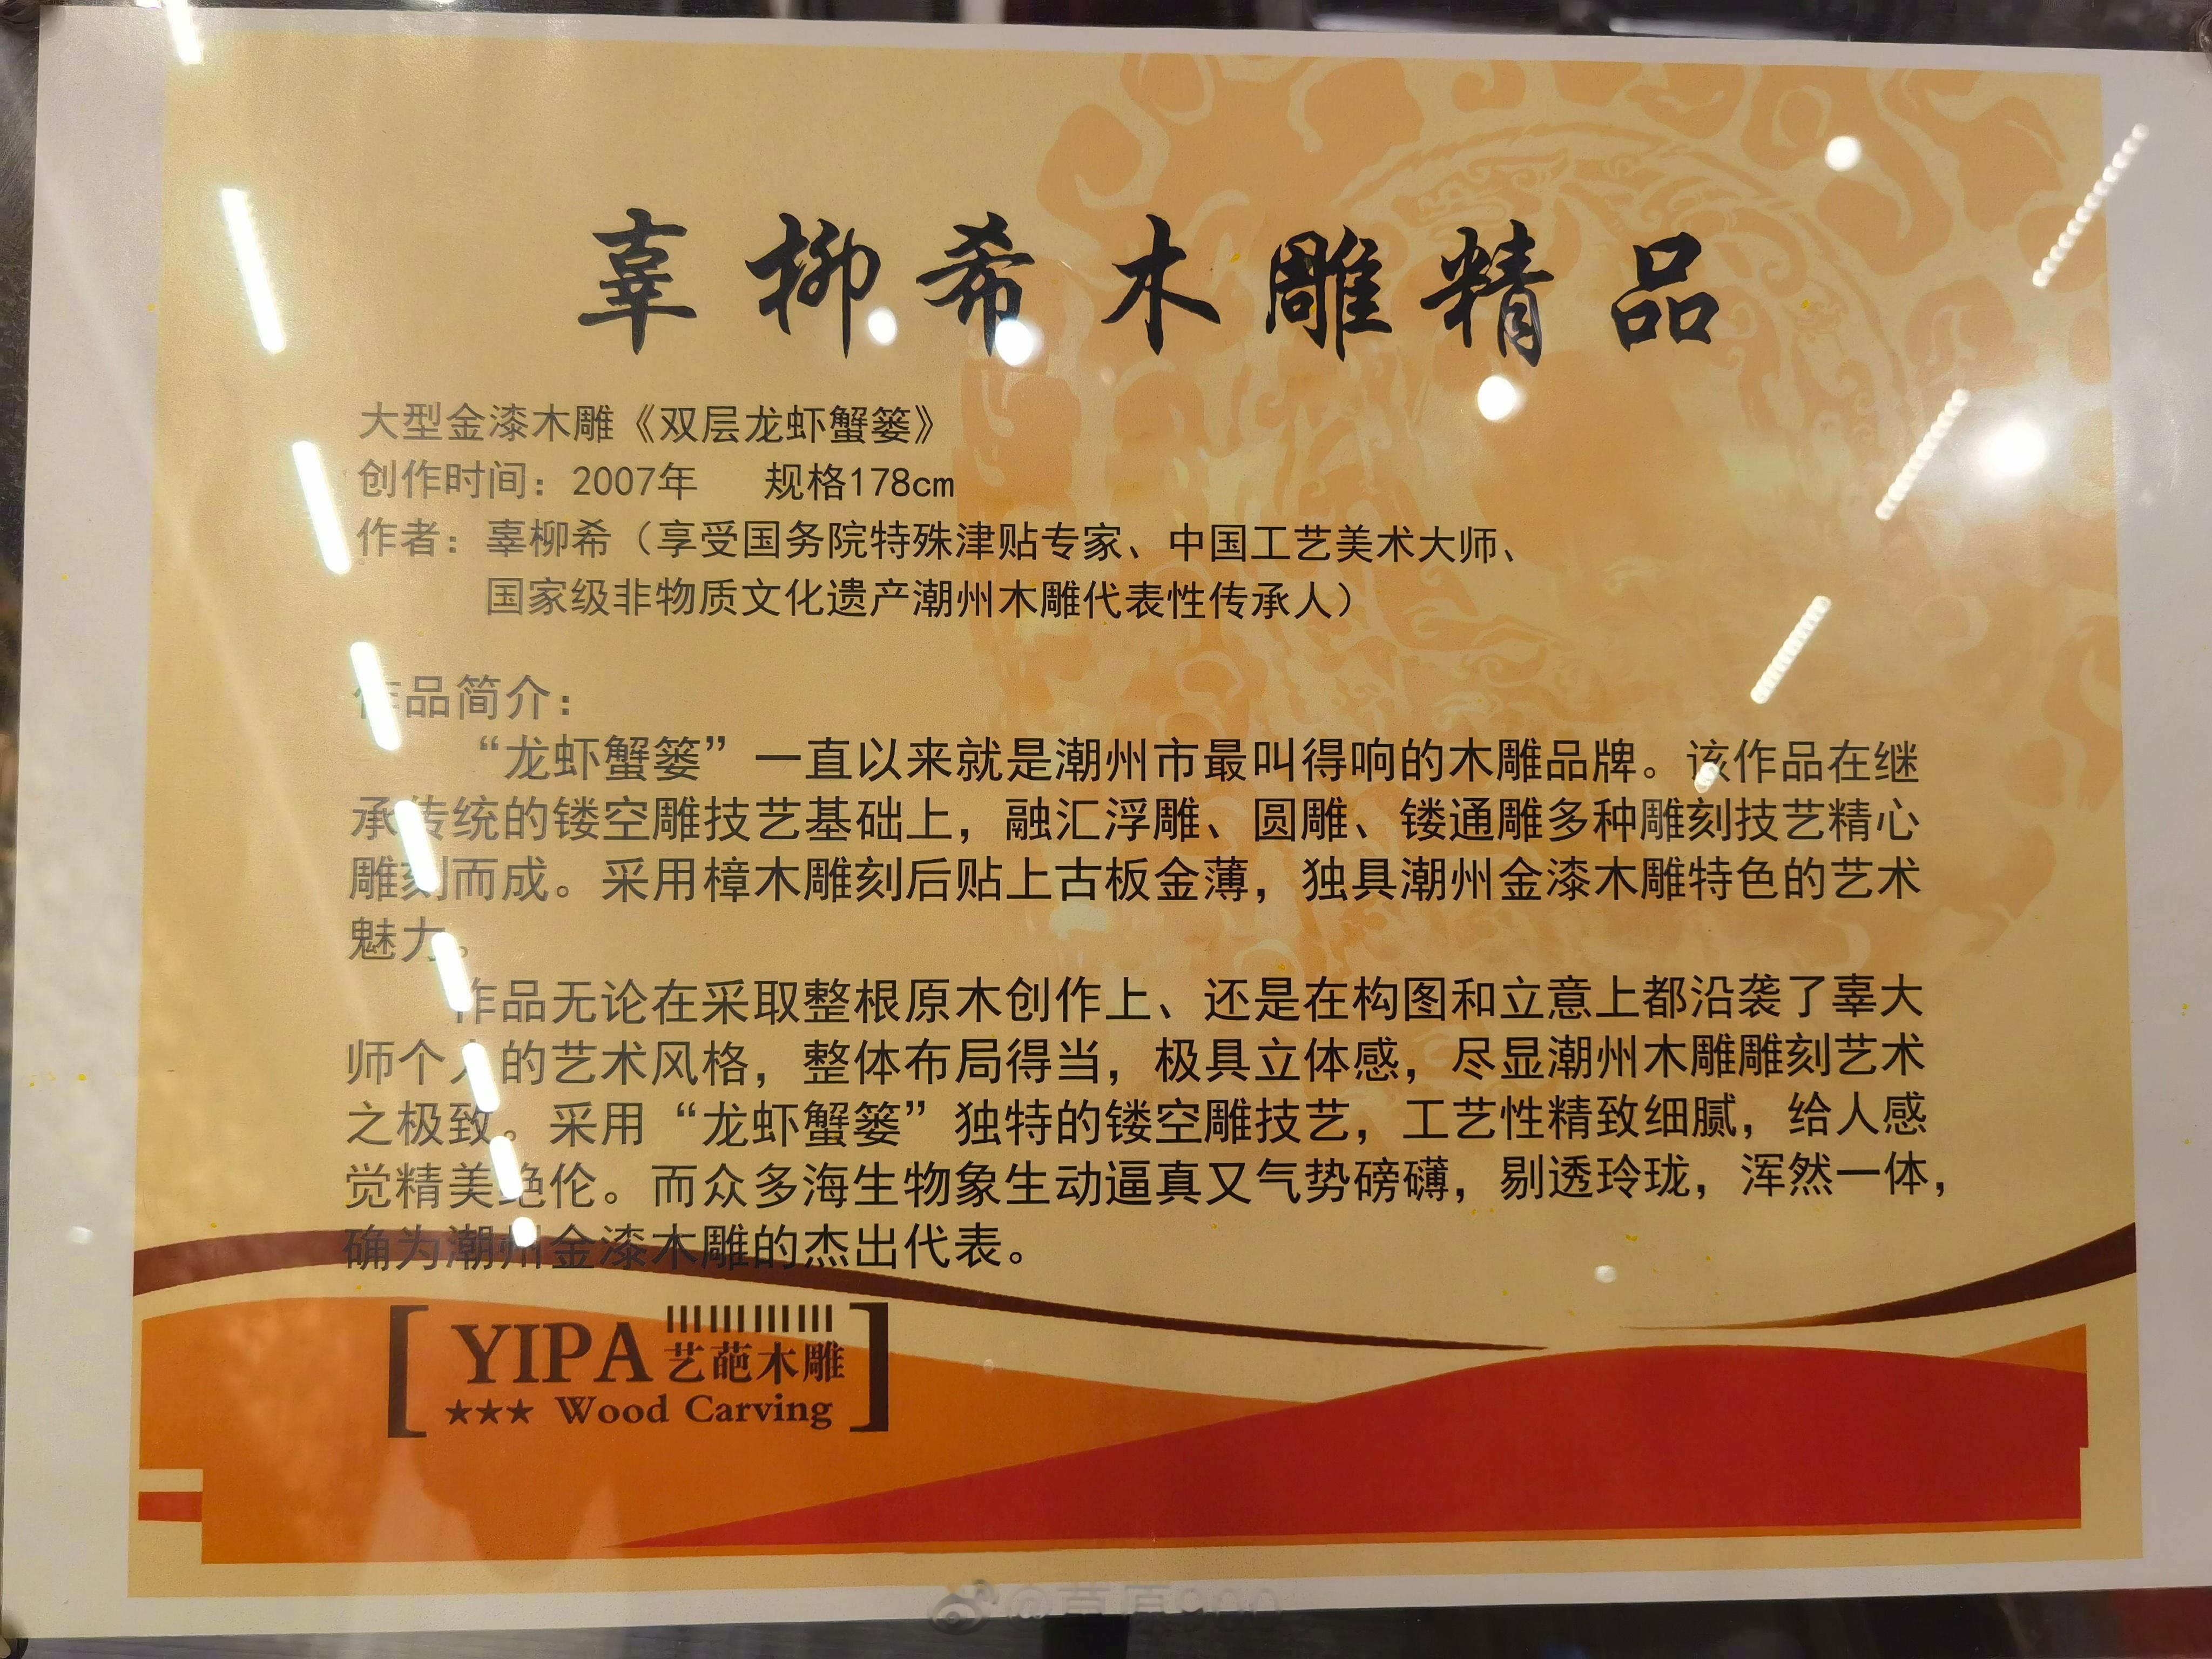 辜柳希木雕精品
大型金漆木雕《双层龙虾蟹篓》
创作时间：2007年 规格178cm
作者：辜柳希（享受国务院特殊津贴专家、中国工艺美术大师、
国家级非物质文化遗产潮州木雕代表性传承人）
作品简介：
“龙虾蟹篓”一直以来就是潮州市最叫得响的木雕品牌。该作品在继
承传统的镂空雕技艺基础上，融汇浮雕、圆雕、镂通雕多种雕刻技艺精心
雕刻而成。采用樟木雕刻后贴上古板金薄，独具潮州金漆木雕特色的艺术
魅力。
作品无论在采取整根原木创作上、还是在构图和立意上都沿袭了辜大
师个人的艺术风格，整体布局得当，极具立体感，尽显潮州木雕雕刻艺术
之极致。采用“龙虾蟹篓”独特的镂空雕技艺，工艺性精致细腻，给人感
觉精美绝伦。而众多海生物象生动逼真又气势磅礴，剔透玲珑，浑然一体，
确为潮州金漆木雕的杰出代表。
YIPA 艺葩木雕
★★★ Wood Carving